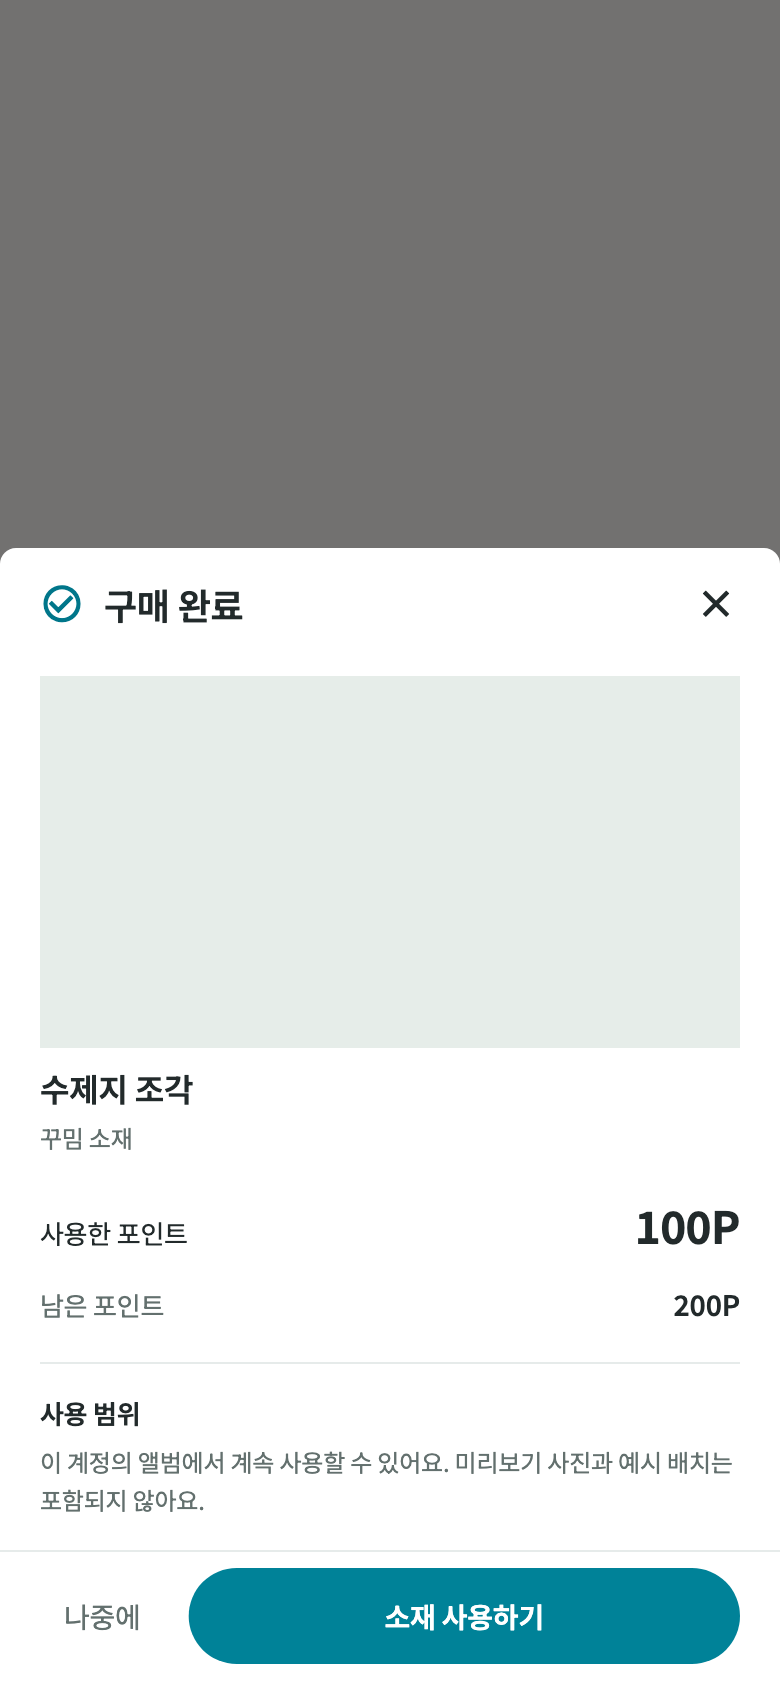 구매 완료
수제지 조각
꾸밈 소재
사용한 포인트 100P
남은 포인트 200P
사용 범위
이 계정의 앨범에서 계속 사용할 수 있어요. 미리보기 사진과 예시 배치는
포함되지 않아요.
나중에 소재 사용하기